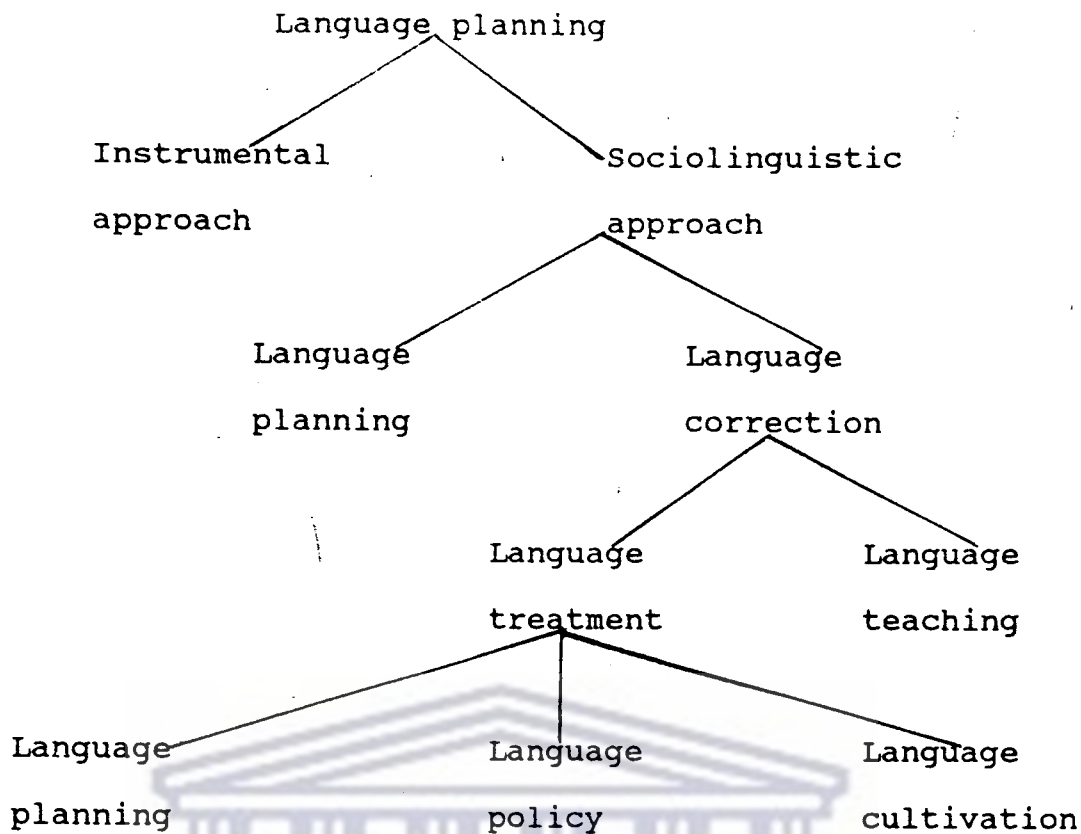 Language planning
Instrumental
approach
Sociolinguistic
approach
Language
planning
Language
correction
Language
treatment
Language
teaching
Language
planning
Language
policy
Language
cultivation